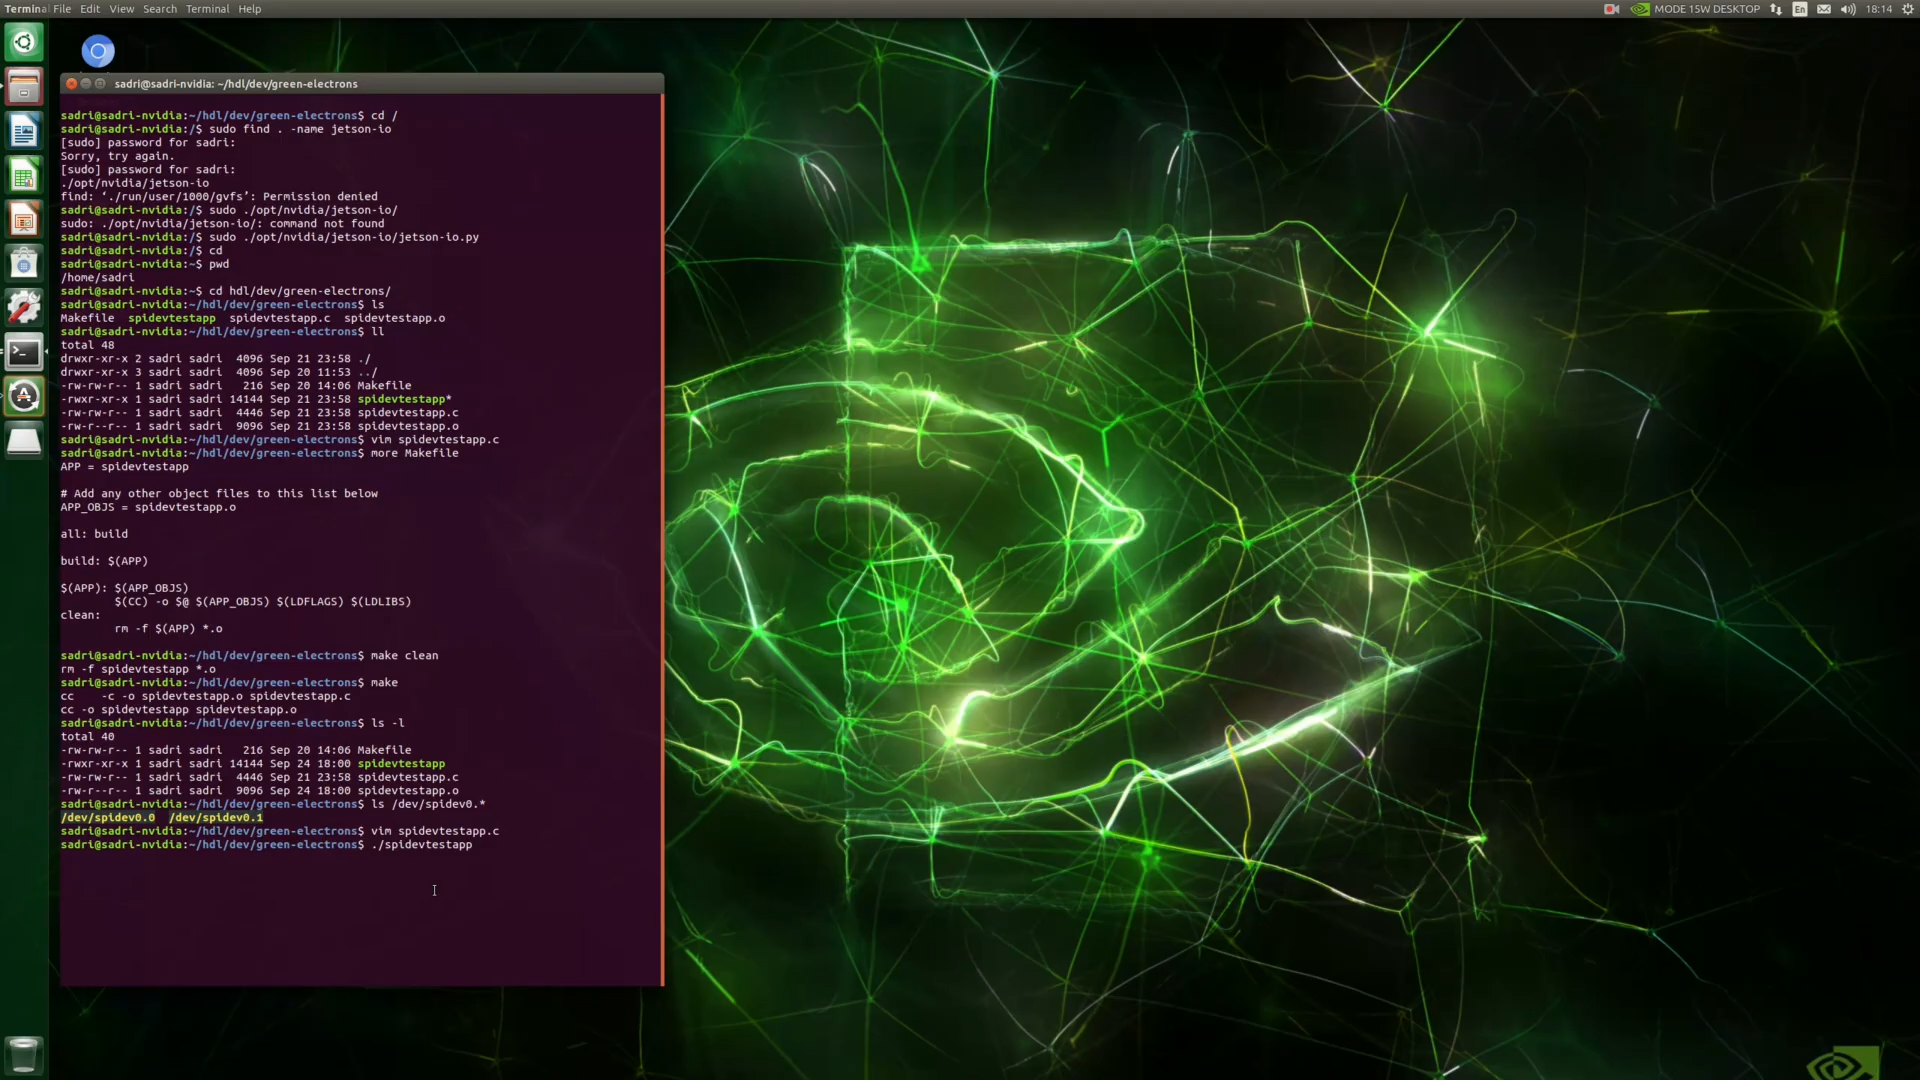 Terminal File Edit View Search Terminal Help
MODE 15W DESKTOP En 18:14
sadri@sadri-nvidia: ~/hdl/dev/green-electrons
sadri@sadri-nvidia:~/hdl/dev/green-electrons$ cd /
sadri@sadri-nvidia:/$ sudo find . -name jetson-io
[sudo] password for sadri:
Sorry, try again.
[sudo] password for sadri:
./opt/nvidia/jetson-io
find: ‘./run/user/1000/gvfs’: Permission denied
sadri@sadri-nvidia:/$ sudo ./opt/nvidia/jetson-io/
sudo: ./opt/nvidia/jetson-io/: command not found
sadri@sadri-nvidia:/$ sudo ./opt/nvidia/jetson-io/jetson-io.py
sadri@sadri-nvidia:/$ cd
sadri@sadri-nvidia:~$ pwd
/home/sadri
sadri@sadri-nvidia:~$ cd hdl/dev/green-electrons/
sadri@sadri-nvidia:~/hdl/dev/green-electrons$ ls
Makefile  spidevtestapp  spidevtestapp.c  spidevtestapp.o
sadri@sadri-nvidia:~/hdl/dev/green-electrons$ ll
total 48
drwxr-xr-x 2 sadri sadri  4096 Sep 21 23:58 ./
drwxr-xr-x 3 sadri sadri  4096 Sep 20 11:53 ../
-rw-rw-r-- 1 sadri sadri   216 Sep 20 14:06 Makefile
-rwxr-xr-x 1 sadri sadri 14144 Sep 21 23:58 spidevtestapp*
-rw-rw-r-- 1 sadri sadri  4446 Sep 21 23:58 spidevtestapp.c
-rw-r--r-- 1 sadri sadri  9096 Sep 21 23:58 spidevtestapp.o
sadri@sadri-nvidia:~/hdl/dev/green-electrons$ vim spidevtestapp.c
sadri@sadri-nvidia:~/hdl/dev/green-electrons$ more Makefile
APP = spidevtestapp
# Add any other object files to this list below
APP_OBJS = spidevtestapp.o
all: build
build: $(APP)
$(APP): $(APP_OBJS)
        $(CC) -o $@ $(APP_OBJS) $(LDFLAGS) $(LDLIBS)
clean:
        rm -f $(APP) *.o
sadri@sadri-nvidia:~/hdl/dev/green-electrons$ make clean
rm -f spidevtestapp *.o
sadri@sadri-nvidia:~/hdl/dev/green-electrons$ make
cc    -c -o spidevtestapp.o spidevtestapp.c
cc -o spidevtestapp spidevtestapp.o
sadri@sadri-nvidia:~/hdl/dev/green-electrons$ ls -l
total 40
-rw-rw-r-- 1 sadri sadri   216 Sep 20 14:06 Makefile
-rwxr-xr-x 1 sadri sadri 14144 Sep 24 18:00 spidevtestapp
-rw-rw-r-- 1 sadri sadri  4446 Sep 21 23:58 spidevtestapp.c
-rw-r--r-- 1 sadri sadri  9096 Sep 24 18:00 spidevtestapp.o
sadri@sadri-nvidia:~/hdl/dev/green-electrons$ ls /dev/spidev0.*
/dev/spidev0.0  /dev/spidev0.1
sadri@sadri-nvidia:~/hdl/dev/green-electrons$ vim spidevtestapp.c
sadri@sadri-nvidia:~/hdl/dev/green-electrons$ ./spidevtestapp